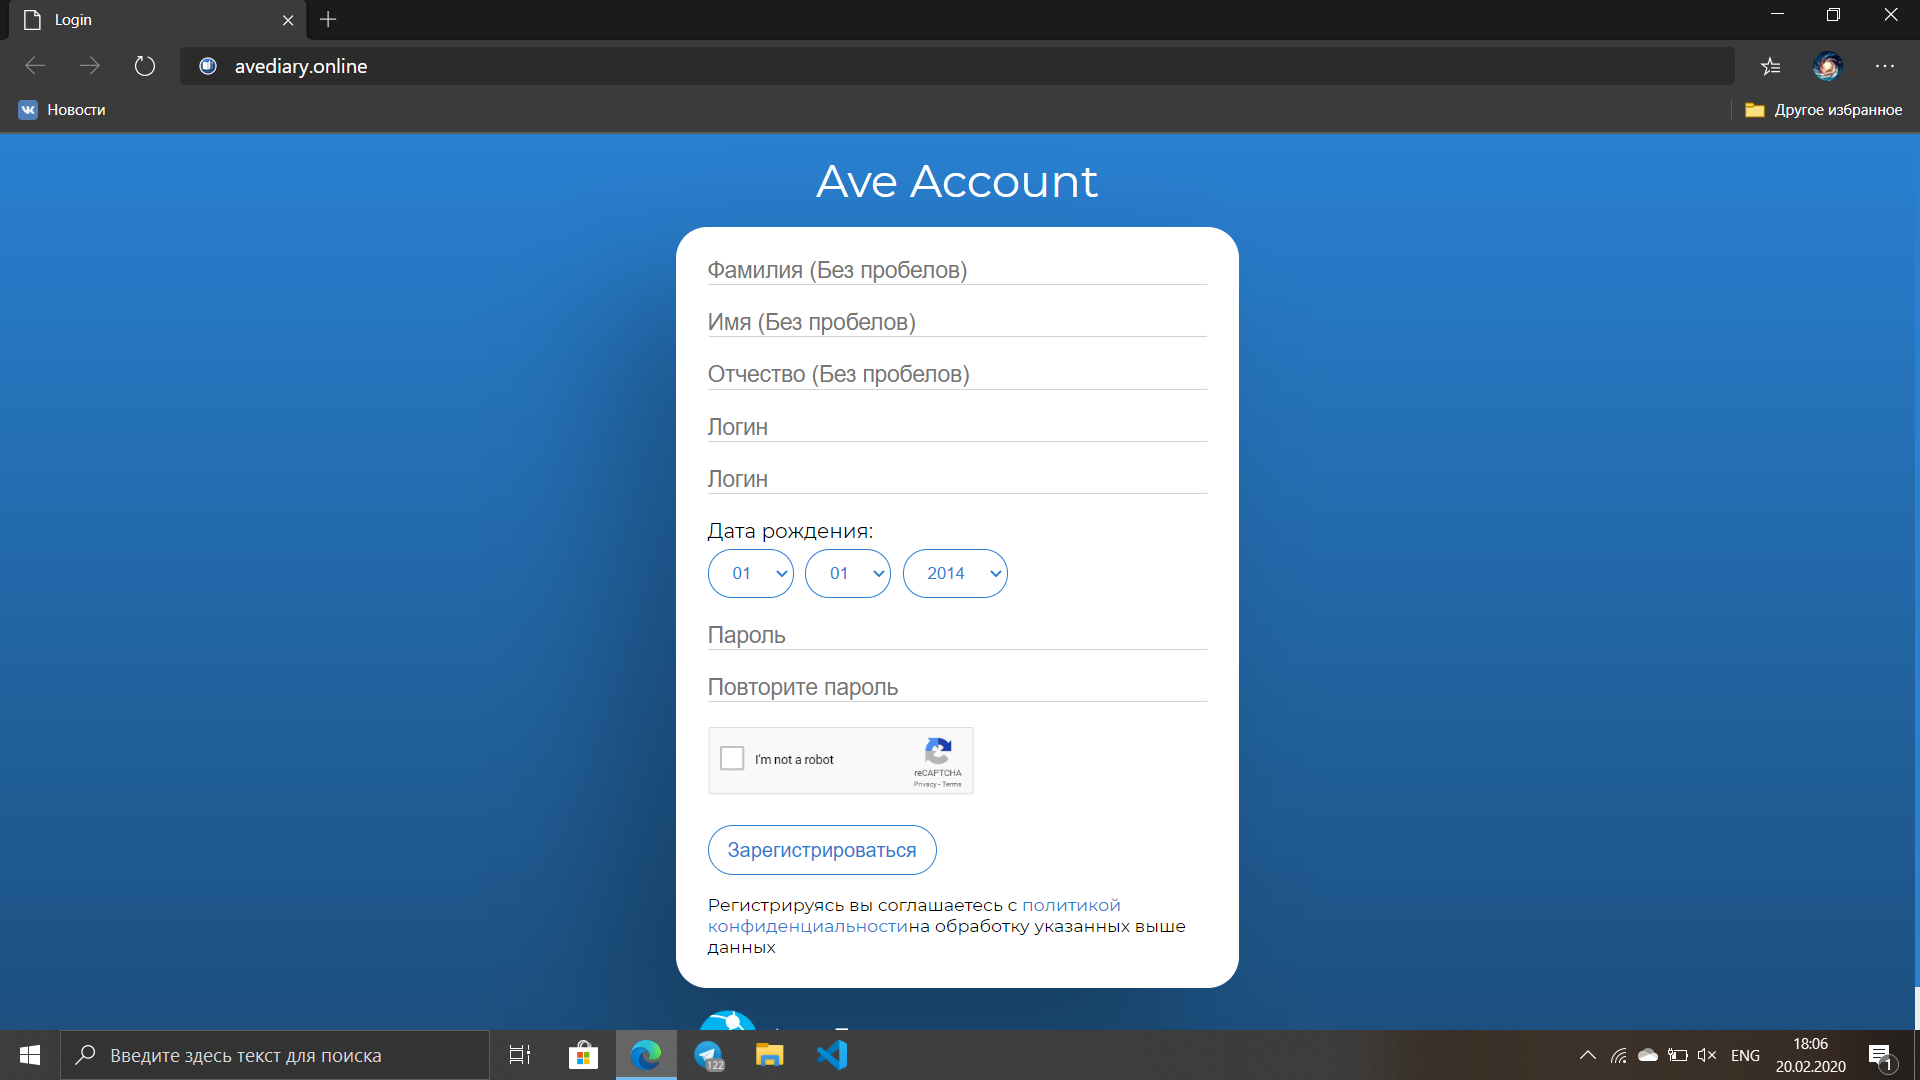 Login
avediary.online
Новости
Другое избранное
Ave Account
Фамилия (Без пробелов)
Имя (Без пробелов)
Отчество (Без пробелов)
Логин
Логин
Дата рождения:
01 01 2014
Пароль
Повторите пароль
I'm not a robot
reCAPTCHA
Privacy - Terms
Зарегистрироваться
Регистрируясь вы соглашаетесь с политикой
конфиденциальностина обработку указанных выше
данных
Введите здесь текст для поиска
122
ENG
18:06
20.02.2020
1